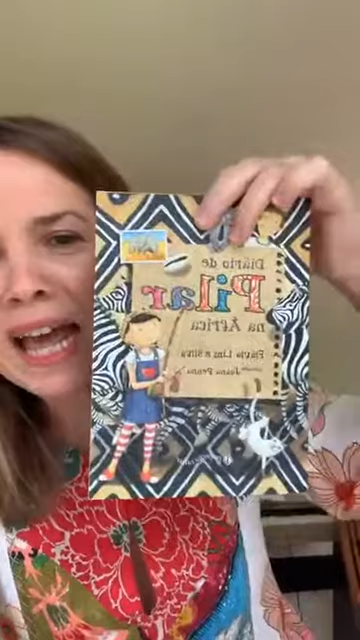 Diário de
Pilar
na África
Flávia Lins e Silva
Joana Penna